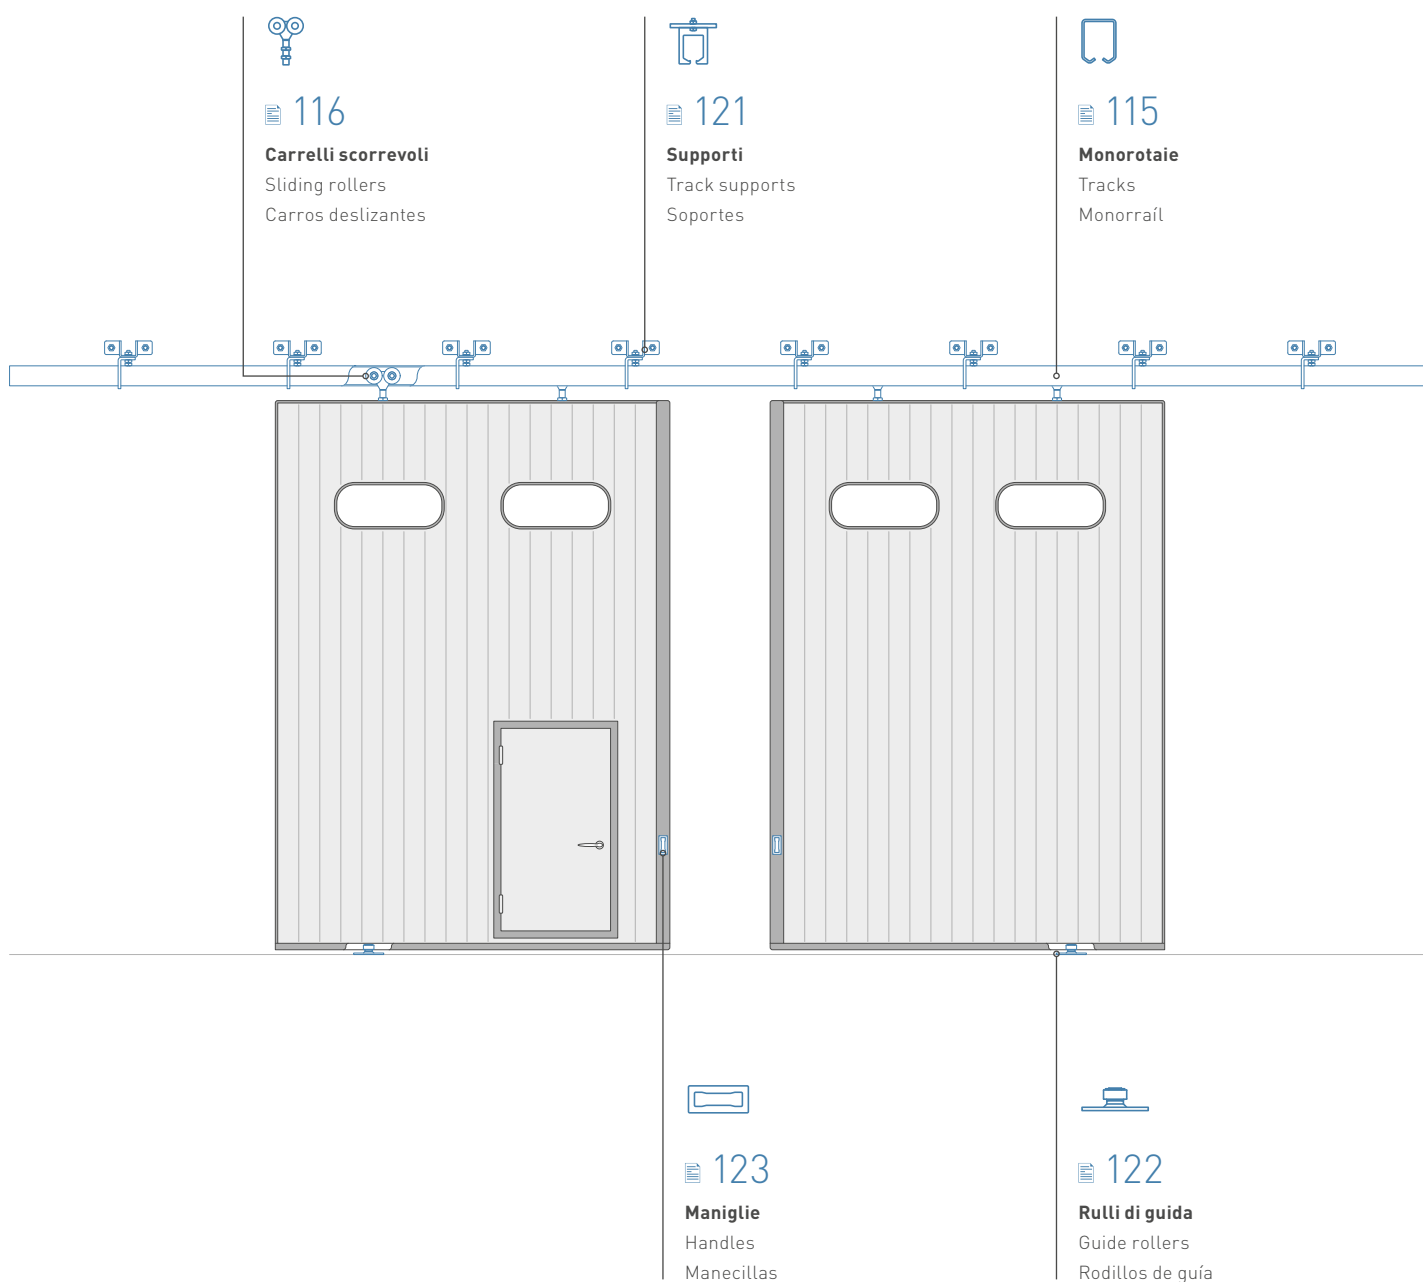 116
Carrelli scorrevoli
Sliding rollers
Carros deslizantes
121
Supporti
Track supports
Soportes
115
Monorotaie
Tracks
Monorraíl
123
Maniglie
Handles
Manecillas
122
Rulli di guida
Guide rollers
Rodillos de guía